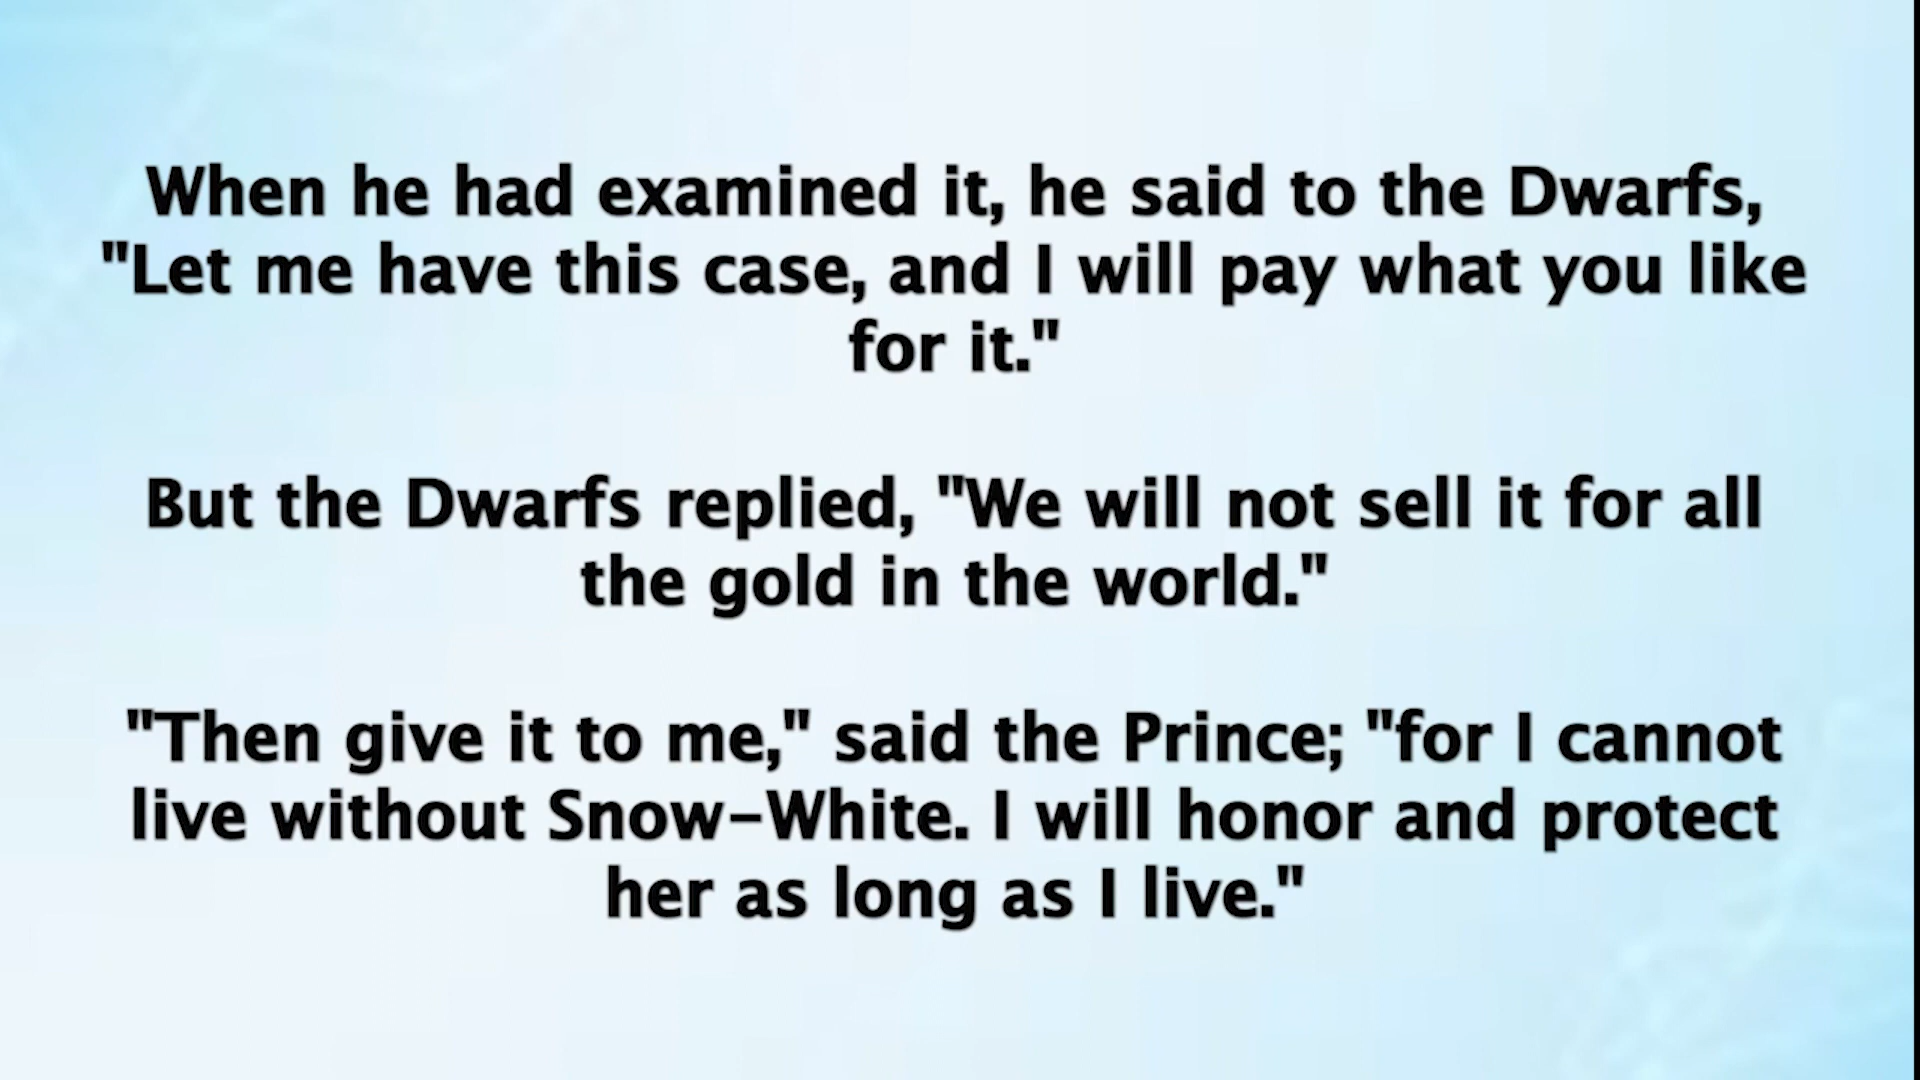 When he had examined it, he said to the Dwarfs,
"Let me have this case, and I will pay what you like
for it."
But the Dwarfs replied, "We will not sell it for all
the gold in the world."
"Then give it to me," said the Prince; "for I cannot
live without Snow-White. I will honor and protect
her as long as I live."